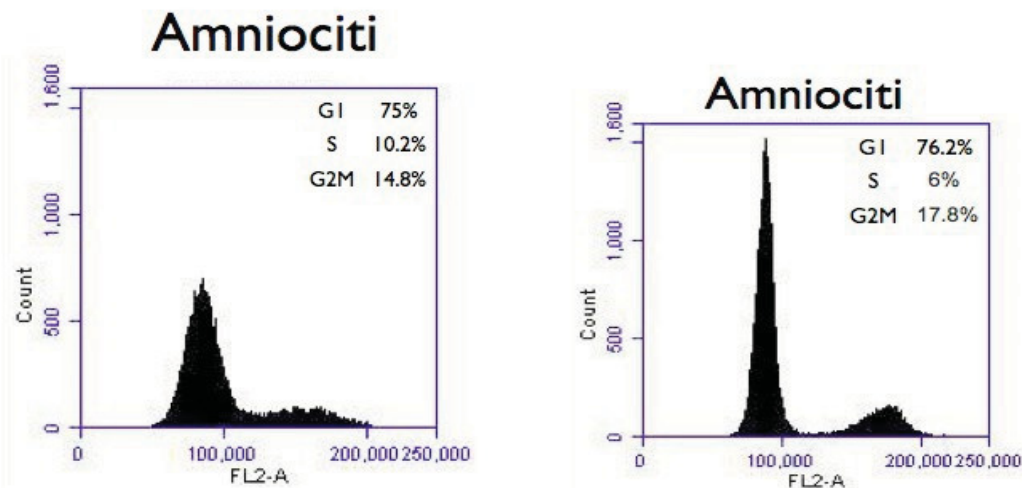 Amniociti
1,600
1,000
500
0
Count
G1 75%
S 10.2%
G2M 14.8%
0 100,000 200,000 250,000
FL2-A
Amniociti
1,600
1,000
500
0
Count
G1 76.2%
S 6%
G2M 17.8%
0 100,000 200,000 250,000
FL2-A